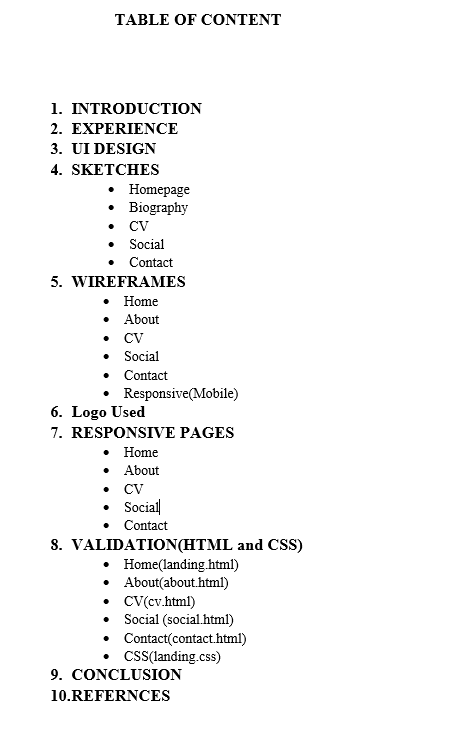 TABLE OF CONTENT
1. INTRODUCTION
2. EXPERIENCE
3. UI DESIGN
4. SKETCHES
• Homepage
• Biography
• CV
• Social
• Contact
5. WIREFRAMES
• Home
• About
• CV
• Social
• Contact
• Responsive(Mobile)
6. Logo Used
7. RESPONSIVE PAGES
• Home
• About
• CV
• Social
• Contact
8. VALIDATION(HTML and CSS)
• Home(landing.html)
• About(about.html)
• CV(cv.html)
• Social (social.html)
• Contact(contact.html)
• CSS(landing.css)
9. CONCLUSION
10.REFERNCES